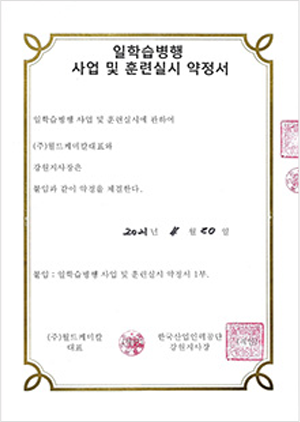 일학습병행
사업 및 훈련실시 약정서
일학습병행 사업 및 훈련실시에 관하여
(주)월드케미칼대표와
강원지사장은
붙임과 같이 약정을 체결한다.
2021년 월 20 일
붙임 : 일학습병행 사업 및 훈련실시 약정서 1부.
(주)월드케미칼 한국산업인력공단
대표 강원지사장